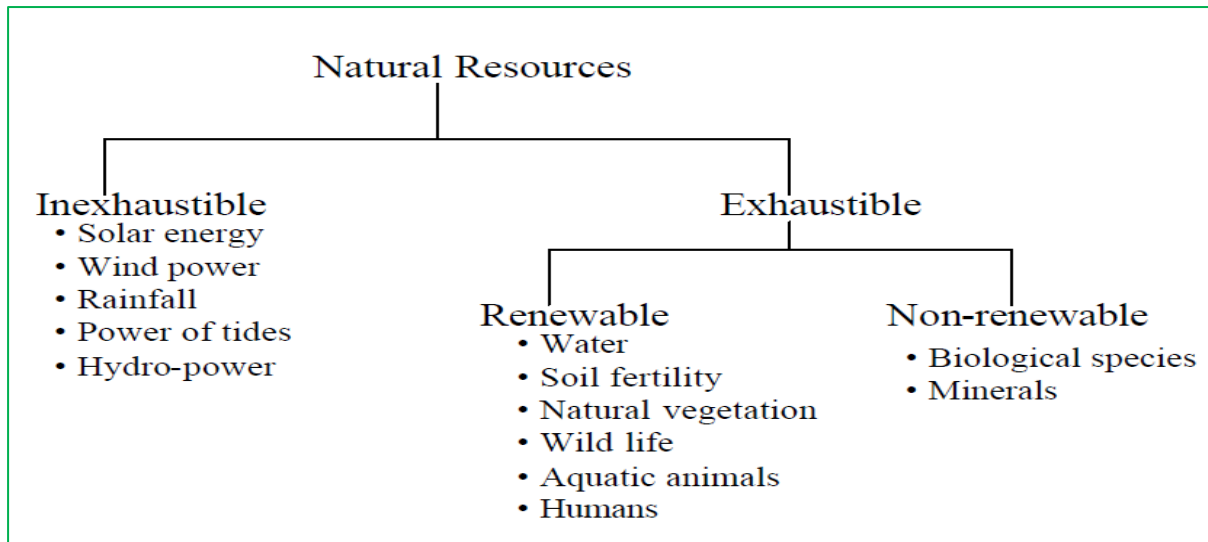 Natural Resources
Inexhaustible
• Solar energy
• Wind power
• Rainfall
• Power of tides
• Hydro-power
Exhaustible
Renewable
• Water
• Soil fertility
• Natural vegetation
• Wild life
• Aquatic animals
• Humans
Non-renewable
• Biological species
• Minerals